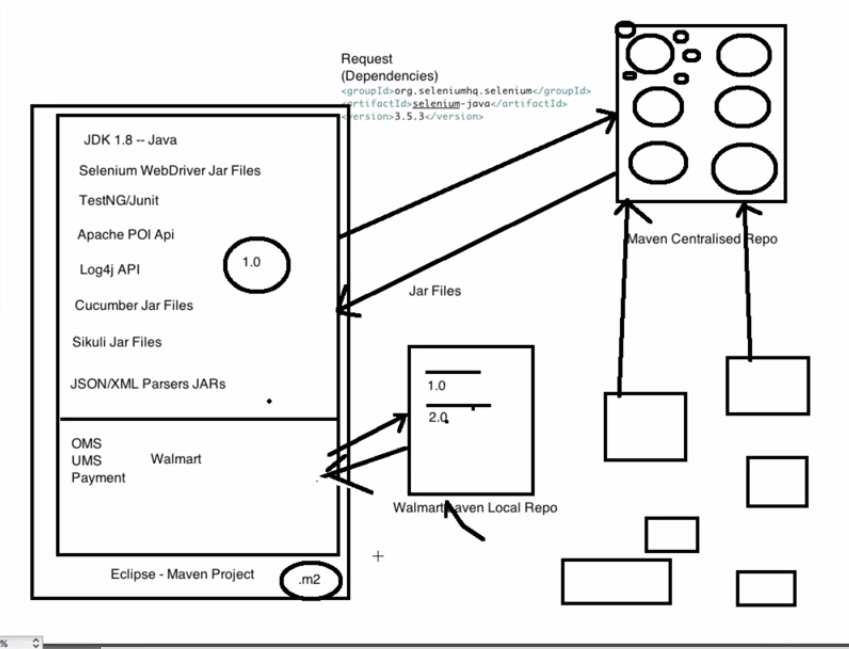 Request
(Dependencies)
<groupId>org.seleniumhq.selenium</groupId>
<artifactId>selenium-java</artifactId>
<version>3.5.3</version>
JDK 1.8 -- Java
Selenium WebDriver Jar Files
TestNG/Junit
Apache POI Api
1.0
Log4j API
Cucumber Jar Files
Sikuli Jar Files
JSON/XML Parsers JARs
OMS
UMS
Payment
Walmart
Eclipse - Maven Project
.m2
Maven Centralised Repo
Jar Files
1.0
2.0
Walmart Maven Local Repo
%